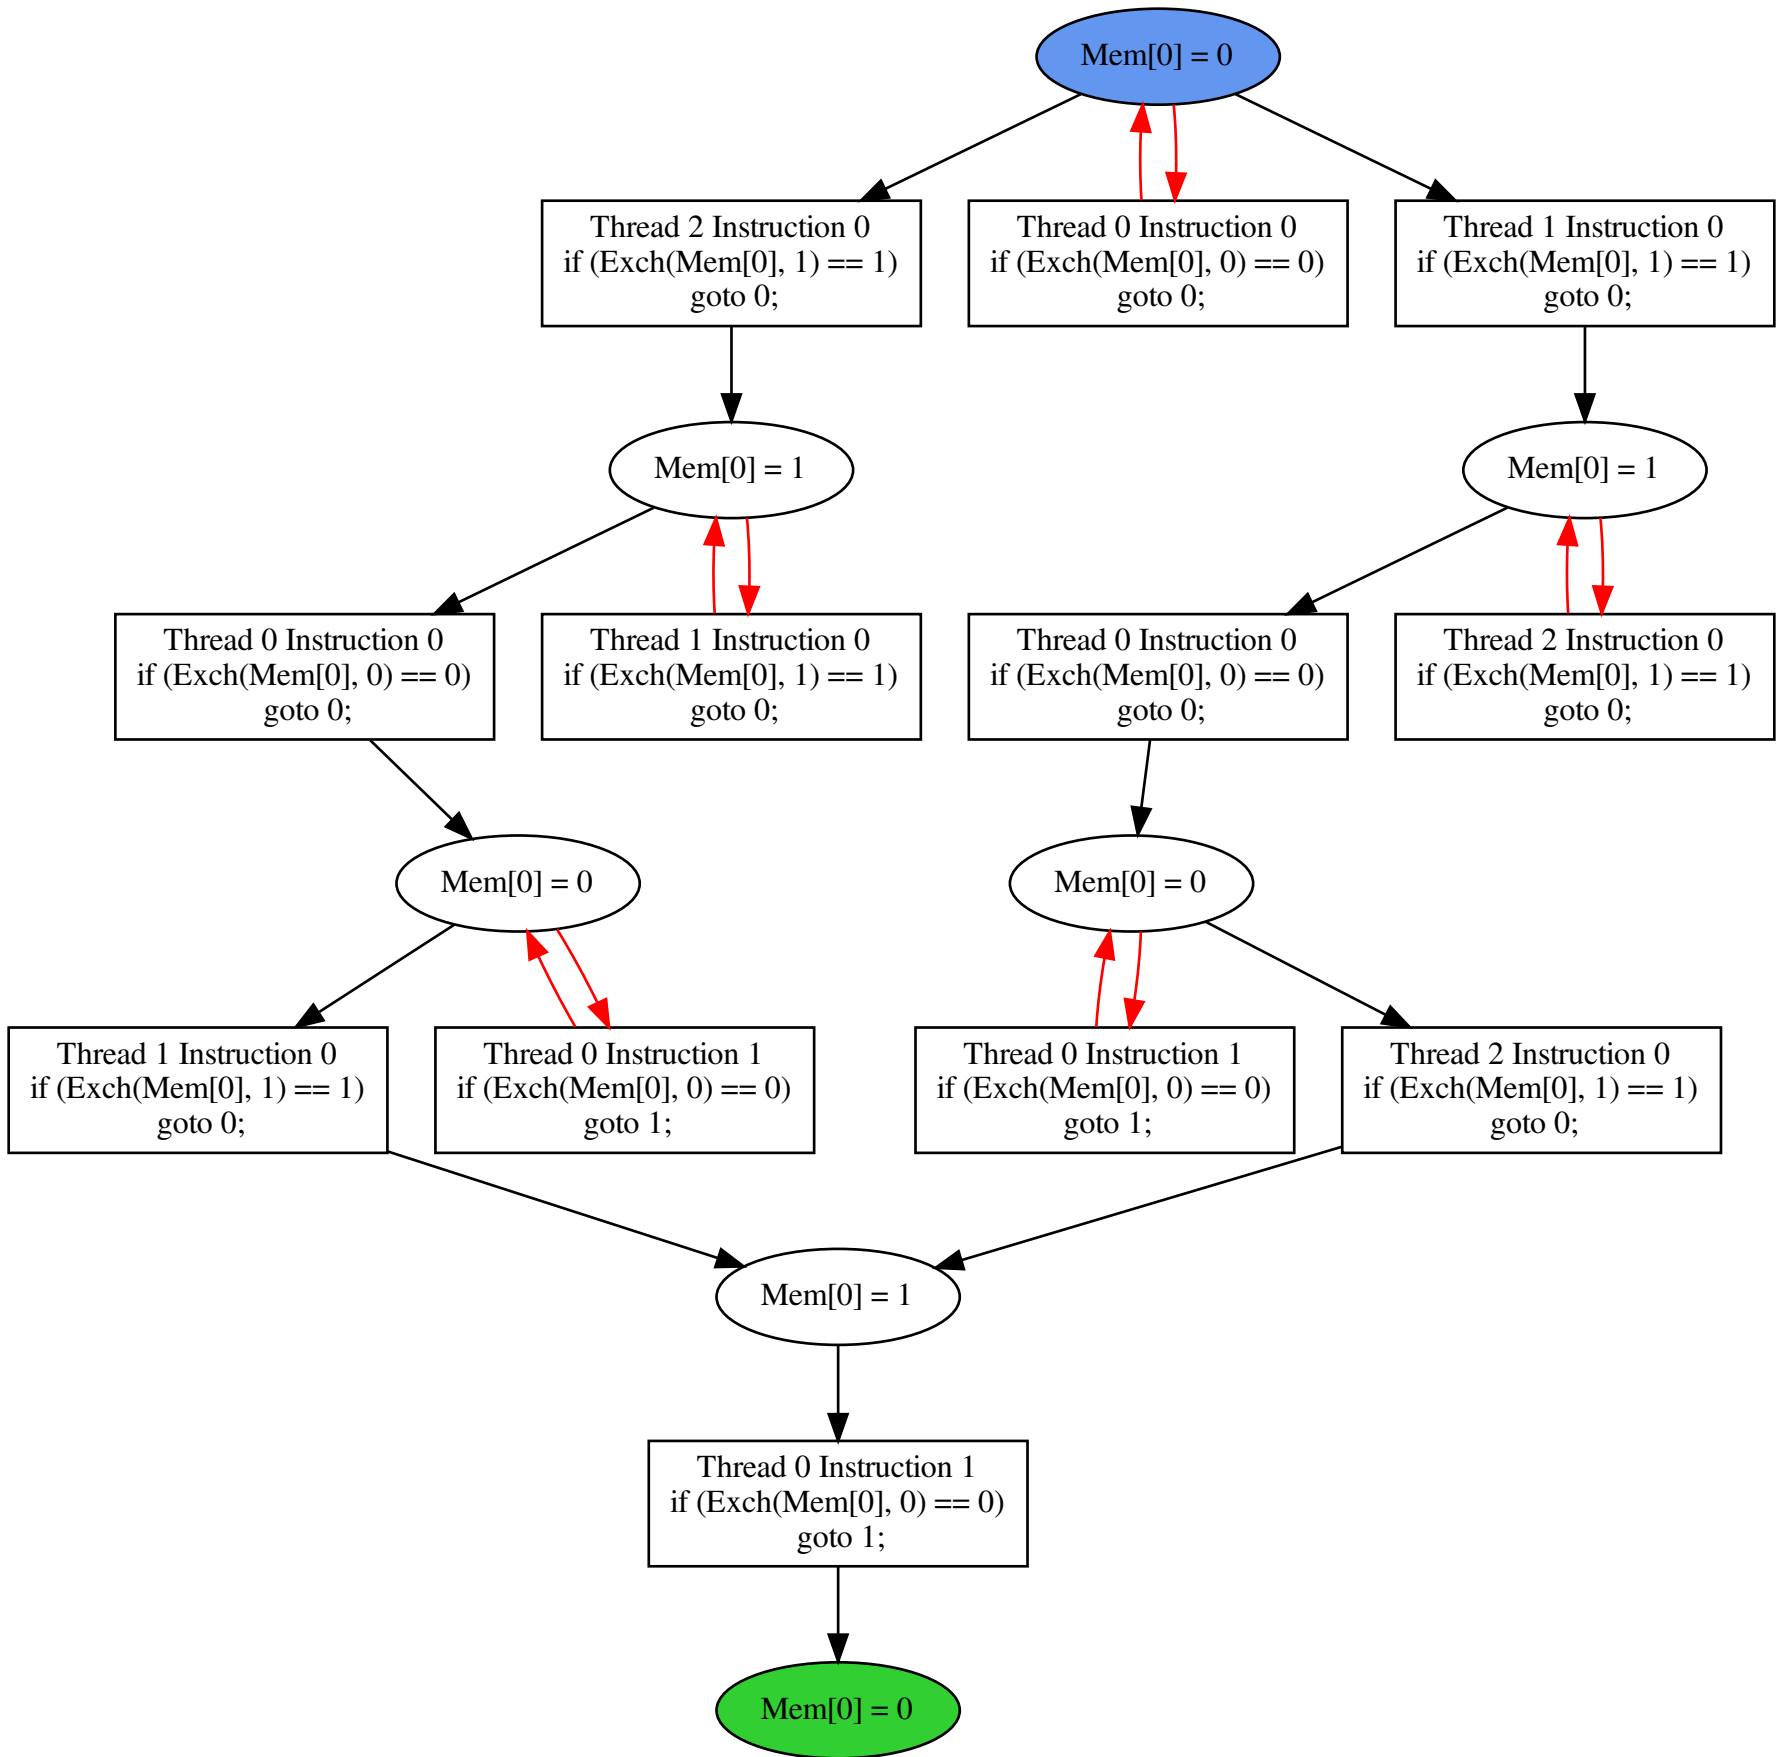 Mem[0] = 0
Thread 2 Instruction 0
if (Exch(Mem[0], 1) == 1)
goto 0;
Thread 0 Instruction 0
if (Exch(Mem[0], 0) == 0)
goto 0;
Thread 1 Instruction 0
if (Exch(Mem[0], 1) == 1)
goto 0;
Mem[0] = 1
Mem[0] = 1
Thread 0 Instruction 0
if (Exch(Mem[0], 0) == 0)
goto 0;
Thread 1 Instruction 0
if (Exch(Mem[0], 1) == 1)
goto 0;
Thread 0 Instruction 0
if (Exch(Mem[0], 0) == 0)
goto 0;
Thread 2 Instruction 0
if (Exch(Mem[0], 1) == 1)
goto 0;
Mem[0] = 0
Mem[0] = 0
Thread 1 Instruction 0
if (Exch(Mem[0], 1) == 1)
goto 0;
Thread 0 Instruction 1
if (Exch(Mem[0], 0) == 0)
goto 1;
Thread 0 Instruction 1
if (Exch(Mem[0], 0) == 0)
goto 1;
Thread 2 Instruction 0
if (Exch(Mem[0], 1) == 1)
goto 0;
Mem[0] = 1
Thread 0 Instruction 1
if (Exch(Mem[0], 0) == 0)
goto 1;
Mem[0] = 0